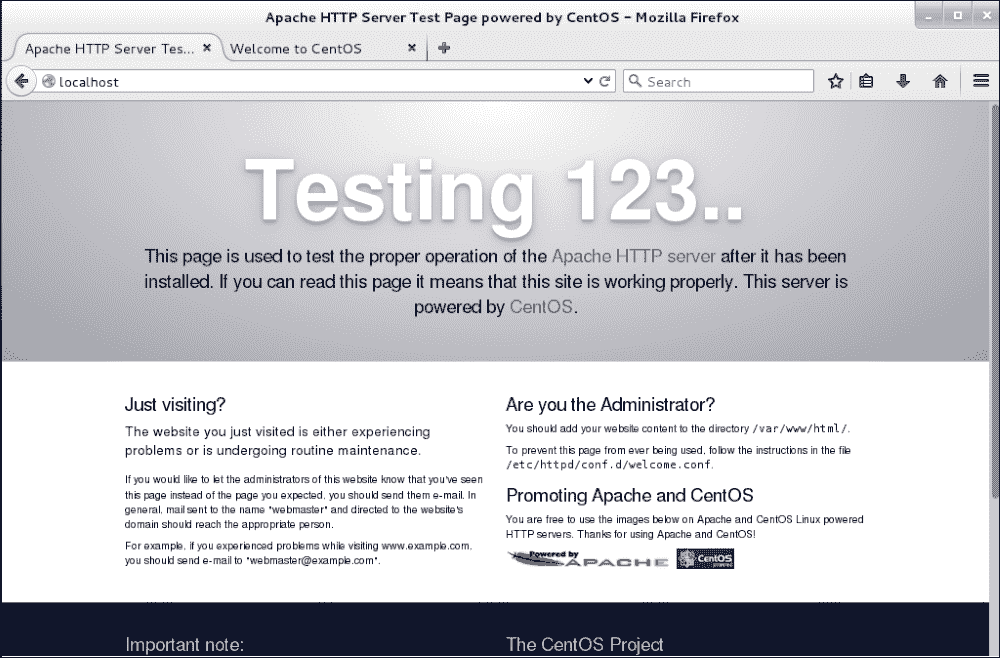 Apache HTTP Server Test Page powered by CentOS - Mozilla Firefox
Apache HTTP Server Tes... Welcome to CentOS
localhost Search
Testing 123..
This page is used to test the proper operation of the Apache HTTP server after it has been
installed. If you can read this page it means that this site is working properly. This server is
powered by CentOS.
Just visiting?
The website you just visited is either experiencing
problems or is undergoing routine maintenance.
If you would like to let the administrators of this website know that you've seen
this page instead of the page you expected, you should send them e-mail. In
general, mail sent to the name "webmaster" and directed to the website's
domain should reach the appropriate person.
For example, if you experienced problems while visiting www.example.com,
you should send e-mail to "webmaster@example.com".
Are you the Administrator?
You should add your website content to the directory /var/www/html/.
To prevent this page from ever being used, follow the instructions in the file
/etc/httpd/conf.d/welcome.conf.
Promoting Apache and CentOS
You are free to use the images below on Apache and CentOS Linux powered
HTTP servers. Thanks for using Apache and CentOS!
Powered by
APACHE
CentOS
powered
Important note:
The CentOS Project